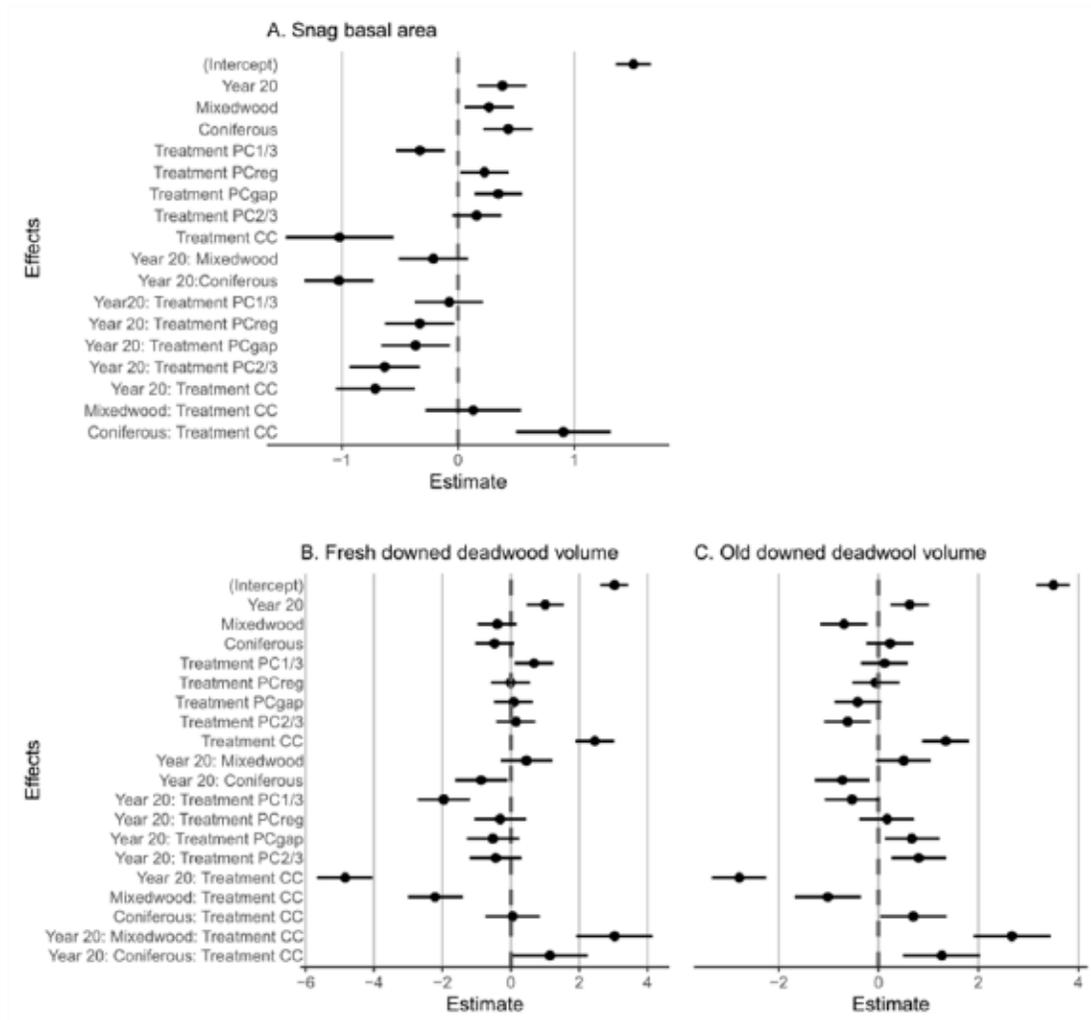 A. Snag basal area
(Intercept)
Year 20
Mixedwood
Coniferous
Treatment PC1/3
Treatment PCreg
Treatment PCgap
Treatment PC2/3
Treatment CC
Year 20: Mixedwood
Year 20:Coniferous
Year20: Treatment PC1/3
Year 20: Treatment PCreg
Year 20: Treatment PCgap
Year 20: Treatment PC2/3
Year 20: Treatment CC
Mixedwood: Treatment CC
Coniferous: Treatment CC
Effects
−1 0 1
Estimate
B. Fresh downed deadwood volume
(Intercept)
Year 20
Mixedwood
Coniferous
Treatment PC1/3
Treatment PCreg
Treatment PCgap
Treatment PC2/3
Treatment CC
Year 20: Mixedwood
Year 20: Coniferous
Year 20: Treatment PC1/3
Year 20: Treatment PCreg
Year 20: Treatment PCgap
Year 20: Treatment PC2/3
Year 20: Treatment CC
Mixedwood: Treatment CC
Coniferous: Treatment CC
Year 20: Mixedwood: Treatment CC
Year 20: Coniferous: Treatment CC
Effects
−6 −4 −2 0 2 4
Estimate
C. Old downed deadwool volume
−2 0 2 4
Estimate